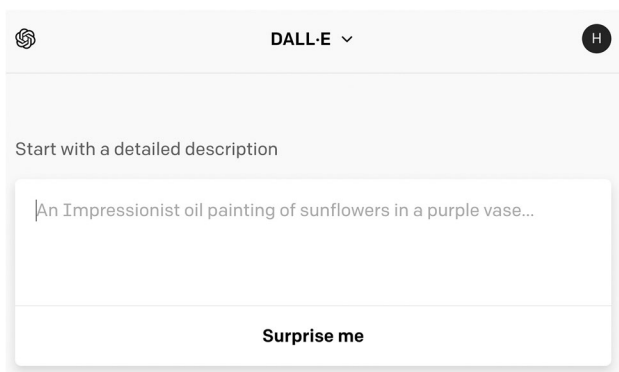 DALL·E
H
Start with a detailed description
An Impressionist oil painting of sunflowers in a purple vase...
Surprise me